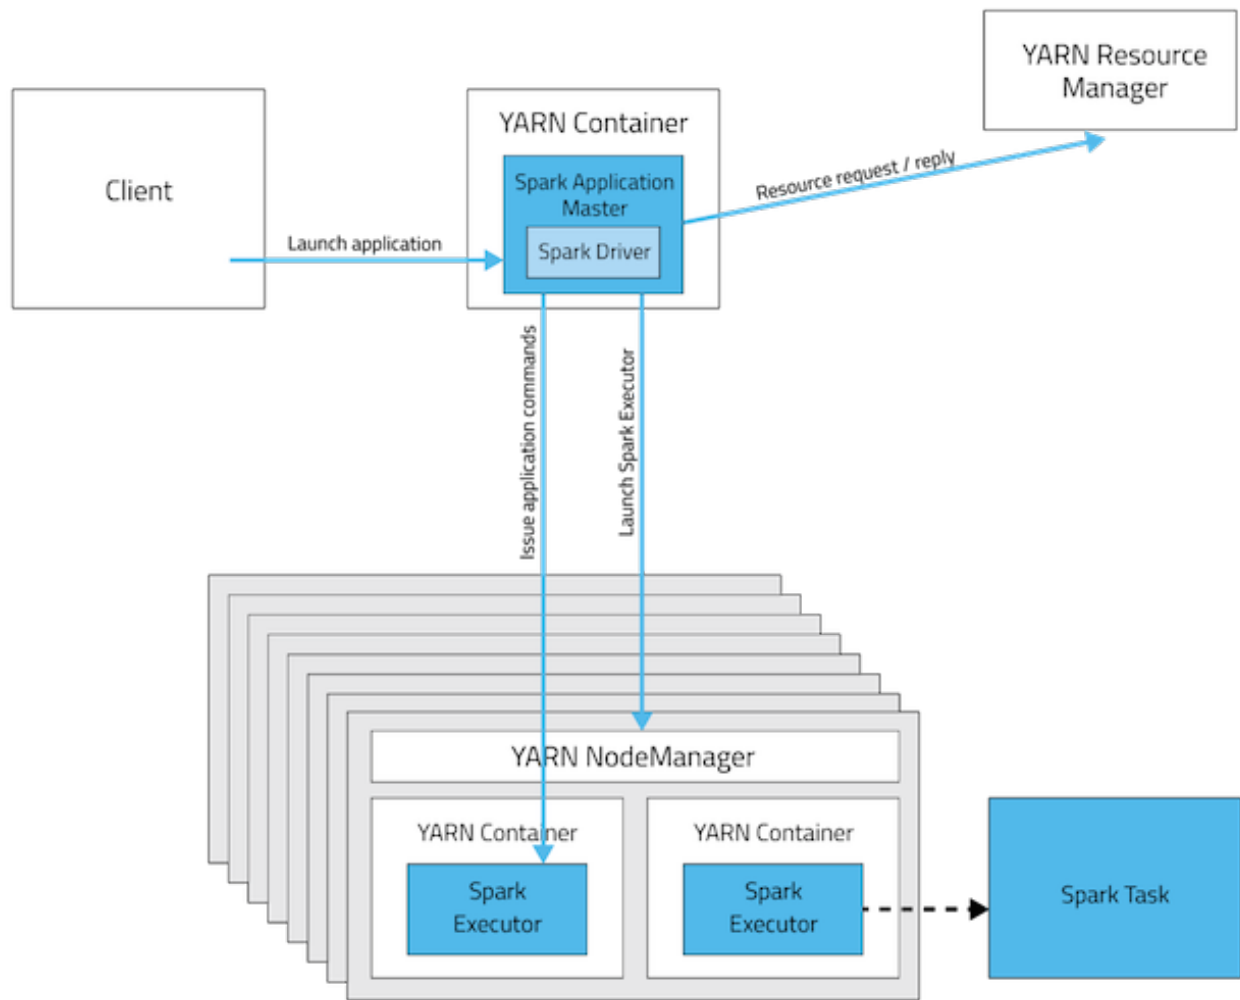 YARN Resource
Manager
YARN Container
Client
Spark Application
Master
Spark Driver
Resource request / reply
Launch application
Issue application commands
Launch Spark Executor
YARN NodeManager
YARN Container
YARN Container
Spark
Executor
Spark
Executor
Spark Task